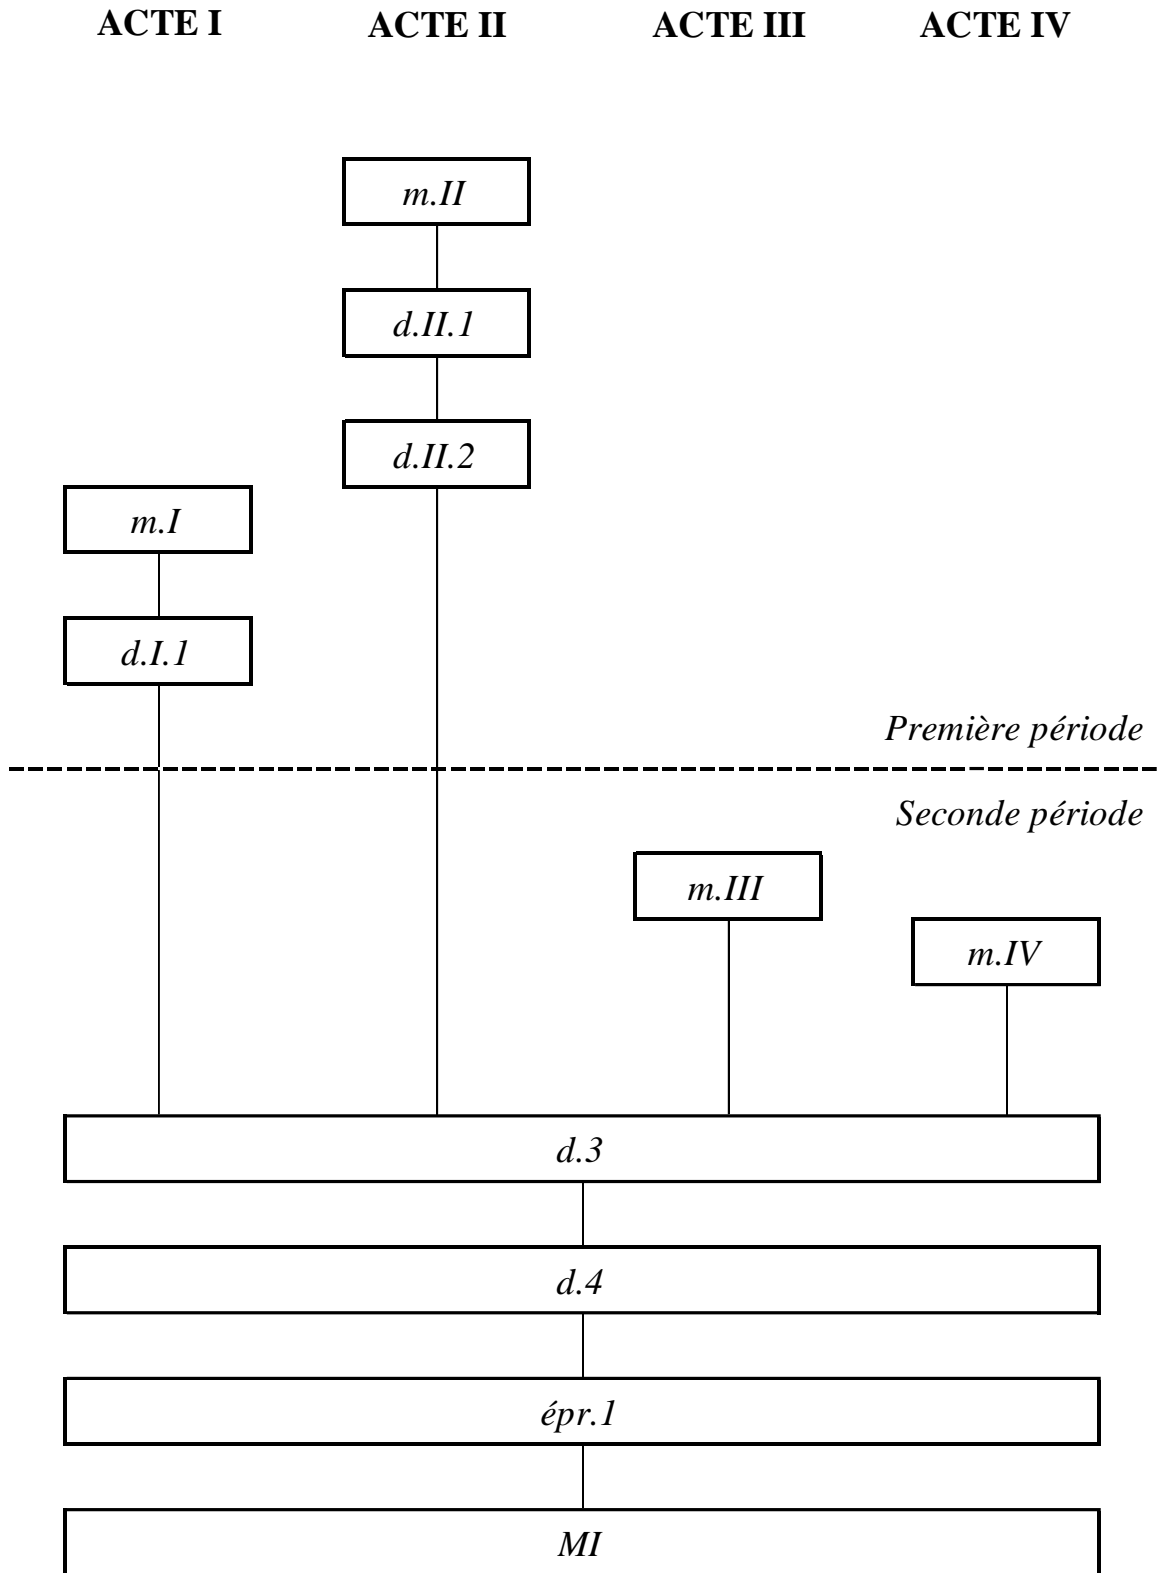 ACTE I ACTE II ACTE III ACTE IV
m.II
d.II.1
d.II.2
m.I
d.I.1
Première période
Seconde période
m.III
m.IV
d.3
d.4
épr.1
MI